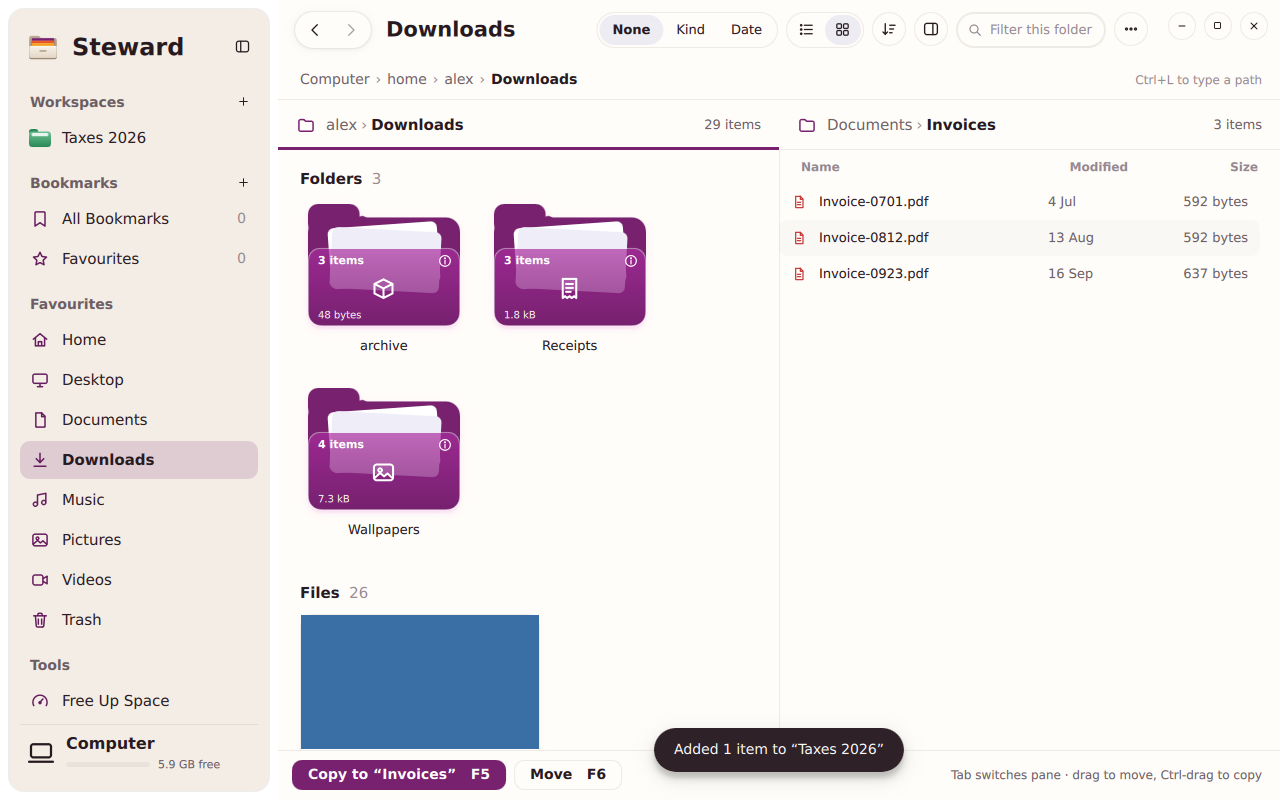 Steward
Workspaces
Taxes 2026
Bookmarks
All Bookmarks 0
Favourites 0
Favourites
Home
Desktop
Documents
Downloads
Music
Pictures
Videos
Trash
Tools
Free Up Space
Computer
5.9 GB free
Downloads
None Kind Date
Filter this folder
Computer › home › alex › Downloads
Ctrl+L to type a path
alex › Downloads 29 items
Folders 3
3 items
48 bytes
archive
3 items
1.8 kB
Receipts
4 items
7.3 kB
Wallpapers
Files 26
Documents › Invoices 3 items
Name Modified Size
Invoice-0701.pdf 4 Jul 592 bytes
Invoice-0812.pdf 13 Aug 592 bytes
Invoice-0923.pdf 16 Sep 637 bytes
Added 1 item to “Taxes 2026”
Copy to “Invoices” F5
Move F6
Tab switches pane · drag to move, Ctrl-drag to copy